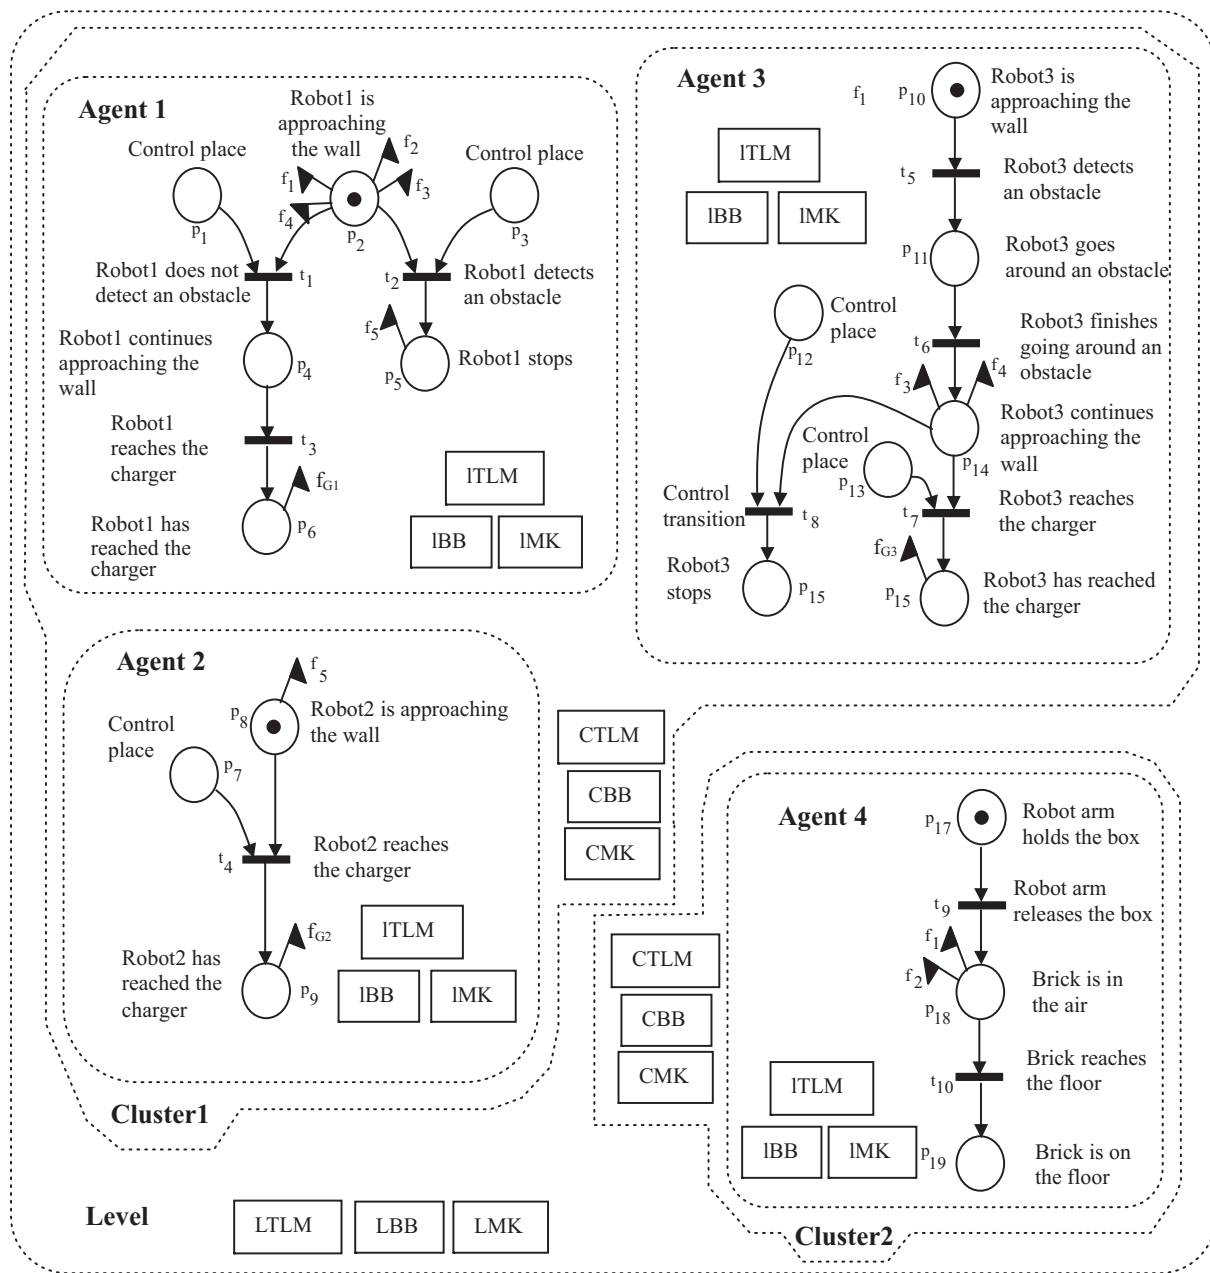 Agent 1
Robot1 is
approaching
the wall
Control place
Control place
f1
f2
f3
f4
p1
p2
p3
Robot1 does not
detect an obstacle
t1
t2
Robot1 detects
an obstacle
Robot1 continues
approaching the
wall
p4
f5
p5
Robot1 stops
Robot1
reaches the
charger
t3
fG1
p6
Robot1 has
reached the
charger
lTLM
lBB
lMK
Agent 3
f1
p10
Robot3 is
approaching the
wall
lTLM
lBB
lMK
t5
Robot3 detects
an obstacle
p11
Robot3 goes
around an obstacle
Control
place
p12
t6
Robot3 finishes
going around an
obstacle
f3
f4
Robot3 continues
approaching the
wall
p14
Control
place
p13
Control
transition
t8
t7
Robot3 reaches
the charger
Robot3
stops
p15
fG3
p15
Robot3 has reached
the charger
Agent 2
f5
p8
Robot2 is approaching
the wall
Control
place
p7
t4
Robot2 reaches
the charger
fG2
Robot2 has
reached the
charger
p9
lTLM
lBB
lMK
CTLM
CBB
CMK
Cluster1
Agent 4
p17
Robot arm
holds the box
t9
Robot arm
releases the box
f1
f2
p18
Brick is in
the air
t10
Brick reaches
the floor
p19
Brick is on
the floor
lTLM
lBB
lMK
CTLM
CBB
CMK
Cluster2
Level
LTLM
LBB
LMK